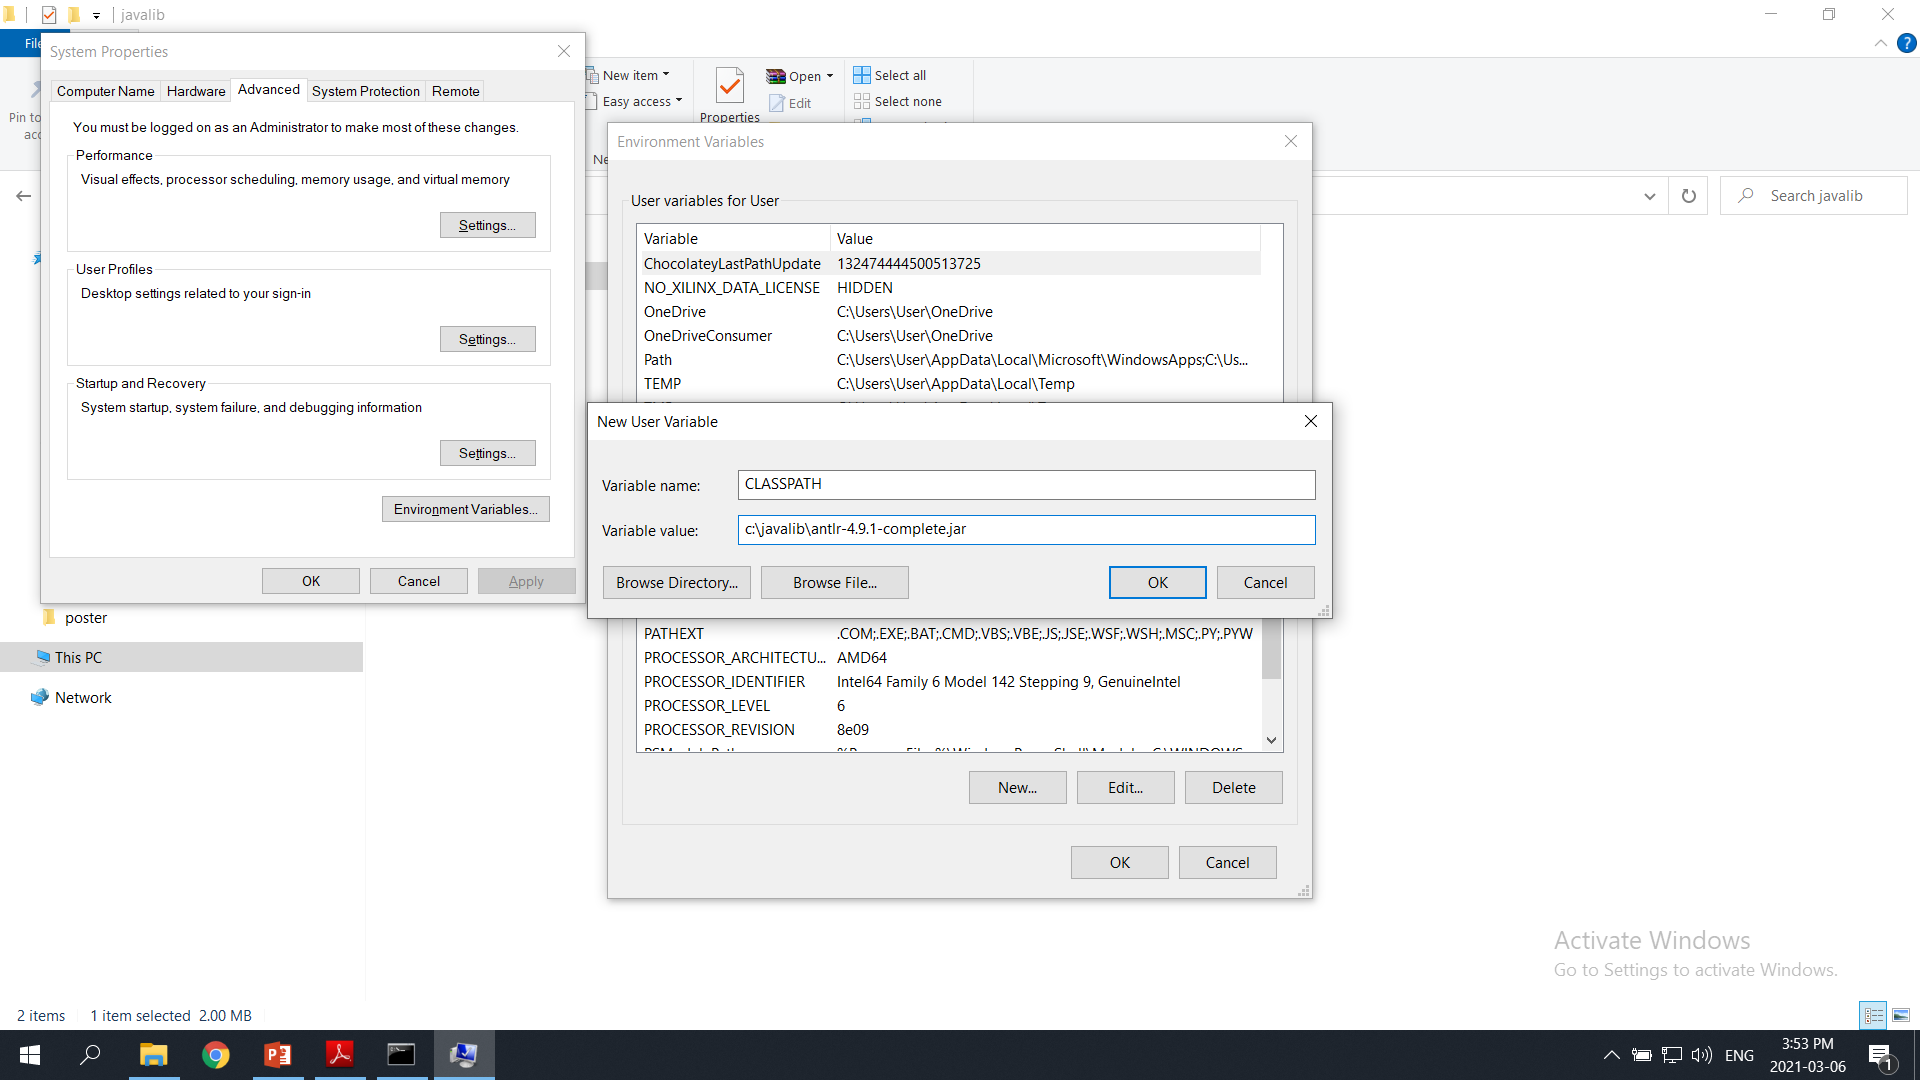 javalib
File
System Properties
Computer Name
Hardware
Advanced
System Protection
Remote
You must be logged on as an Administrator to make most of these changes.
Performance
Visual effects, processor scheduling, memory usage, and virtual memory
Settings...
User Profiles
Desktop settings related to your sign-in
Settings...
Startup and Recovery
System startup, system failure, and debugging information
Settings...
Environment Variables...
OK
Cancel
Apply
Pin to
New item
Easy access
Properties
Open
Edit
Select all
Select none
Search javalib
Environment Variables
User variables for User
Variable Value
ChocolateyLastPathUpdate 132474444500513725
NO_XILINX_DATA_LICENSE HIDDEN
OneDrive C:\Users\User\OneDrive
OneDriveConsumer C:\Users\User\OneDrive
Path C:\Users\User\AppData\Local\Microsoft\WindowsApps;C:\Us...
TEMP C:\Users\User\AppData\Local\Temp
New User Variable
Variable name: CLASSPATH
Variable value: c:\javalib\antlr-4.9.1-complete.jar
Browse Directory...
Browse File...
OK
Cancel
PATHEXT .COM;.EXE;.BAT;.CMD;.VBS;.VBE;.JS;.JSE;.WSF;.WSH;.MSC;.PY;.PYW
PROCESSOR_ARCHITECTU... AMD64
PROCESSOR_IDENTIFIER Intel64 Family 6 Model 142 Stepping 9, GenuineIntel
PROCESSOR_LEVEL 6
PROCESSOR_REVISION 8e09
New...
Edit...
Delete
OK
Cancel
poster
This PC
Network
Activate Windows
Go to Settings to activate Windows.
2 items
1 item selected 2.00 MB
ENG
3:53 PM
2021-03-06
1